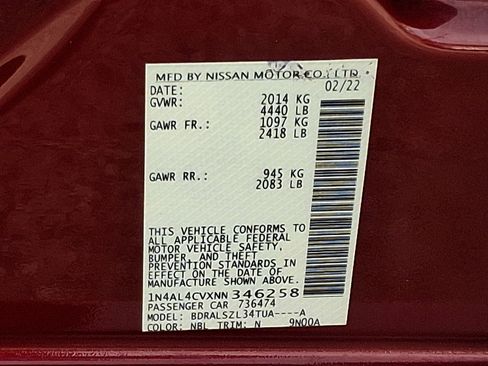 MFD BY NISSAN MOTOR CO., LTD.
DATE: 02/22
GVWR: 2014 KG
4440 LB
GAWR FR.: 1097 KG
2418 LB
GAWR RR.: 945 KG
2083 LB
THIS VEHICLE CONFORMS TO
ALL APPLICABLE FEDERAL
MOTOR VEHICLE SAFETY,
BUMPER, AND THEFT
PREVENTION STANDARDS IN
EFFECT ON THE DATE OF
MANUFACTURE SHOWN ABOVE.
1N4AL4CVXNN346258
PASSENGER CAR 736474
MODEL: BDRALSZL34TUA----A
COLOR: NBL TRIM: N 9N00A